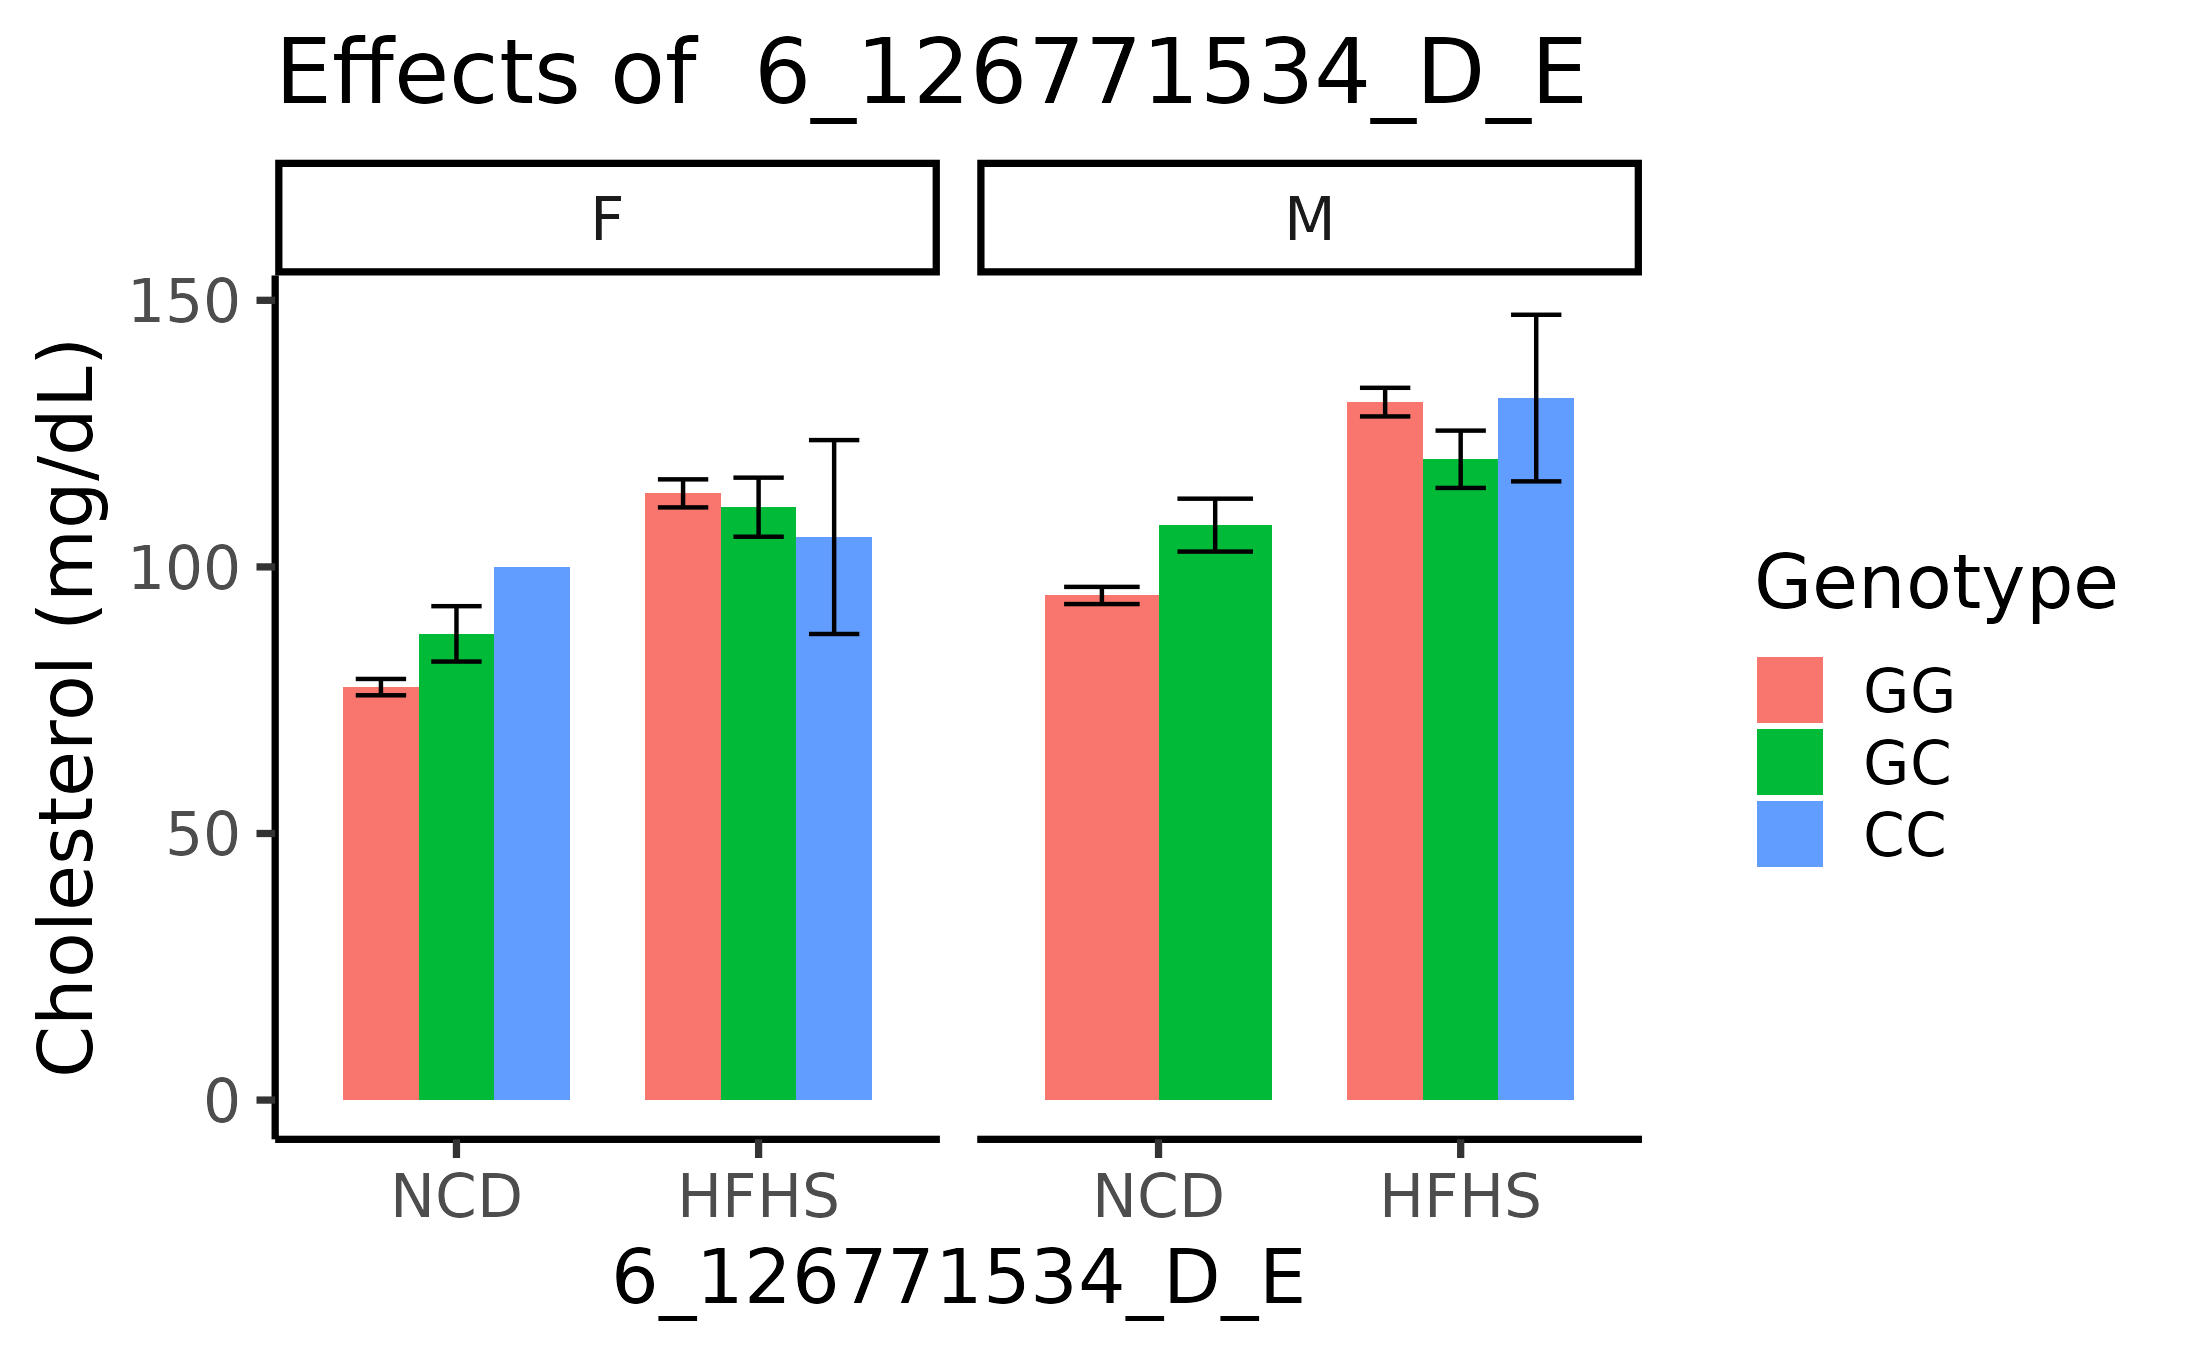 Effects of  6_126771534_D_E
F
M
Cholesterol (mg/dL)
150
100
50
0
NCD
HFHS
NCD
HFHS
6_126771534_D_E
Genotype
GG
GC
CC